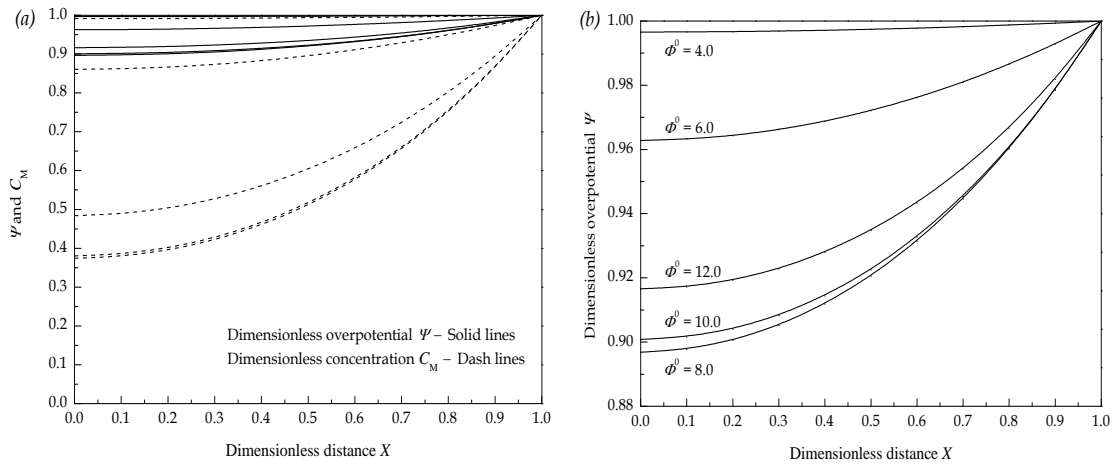 (a)
1.0
0.9
0.8
0.7
0.6
0.5
0.4
0.3
0.2
0.1
0.0
Ψ and C_M
Dimensionless overpotential Ψ – Solid lines
Dimensionless concentration C_M – Dash lines
0.0 0.1 0.2 0.3 0.4 0.5 0.6 0.7 0.8 0.9 1.0
Dimensionless distance X
(b)
1.00
0.98
0.96
0.94
0.92
0.90
0.88
Dimensionless overpotential Ψ
Φ⁰ = 4.0
Φ⁰ = 6.0
Φ⁰ = 12.0
Φ⁰ = 10.0
Φ⁰ = 8.0
0.0 0.1 0.2 0.3 0.4 0.5 0.6 0.7 0.8 0.9 1.0
Dimensionless distance X